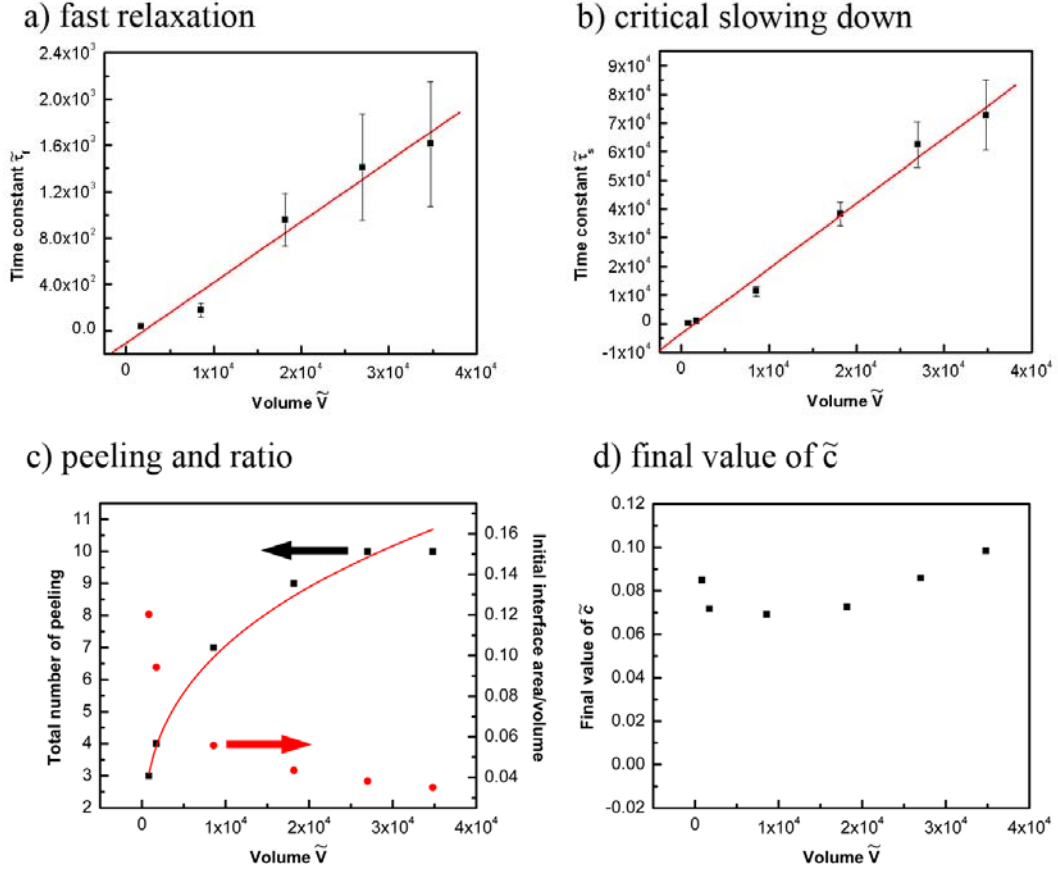 a) fast relaxation
2.4x10³
2.0x10³
1.6x10³
1.2x10³
8.0x10²
4.0x10²
0.0
Time constant τ̃f
0
1x10⁴
2x10⁴
3x10⁴
4x10⁴
Volume Ṽ
b) critical slowing down
9x10⁴
8x10⁴
7x10⁴
6x10⁴
5x10⁴
4x10⁴
3x10⁴
2x10⁴
1x10⁴
0
-1x10⁴
Time constant τ̃s
0
1x10⁴
2x10⁴
3x10⁴
4x10⁴
Volume Ṽ
c) peeling and ratio
11
10
9
8
7
6
5
4
3
2
Total number of peeling
0.16
0.14
0.12
0.10
0.08
0.06
0.04
Initial interface area/volume
0
1x10⁴
2x10⁴
3x10⁴
4x10⁴
Volume Ṽ
d) final value of c̃
0.12
0.10
0.08
0.06
0.04
0.02
0.00
-0.02
Final value of c̃
0
1x10⁴
2x10⁴
3x10⁴
4x10⁴
Volume Ṽ